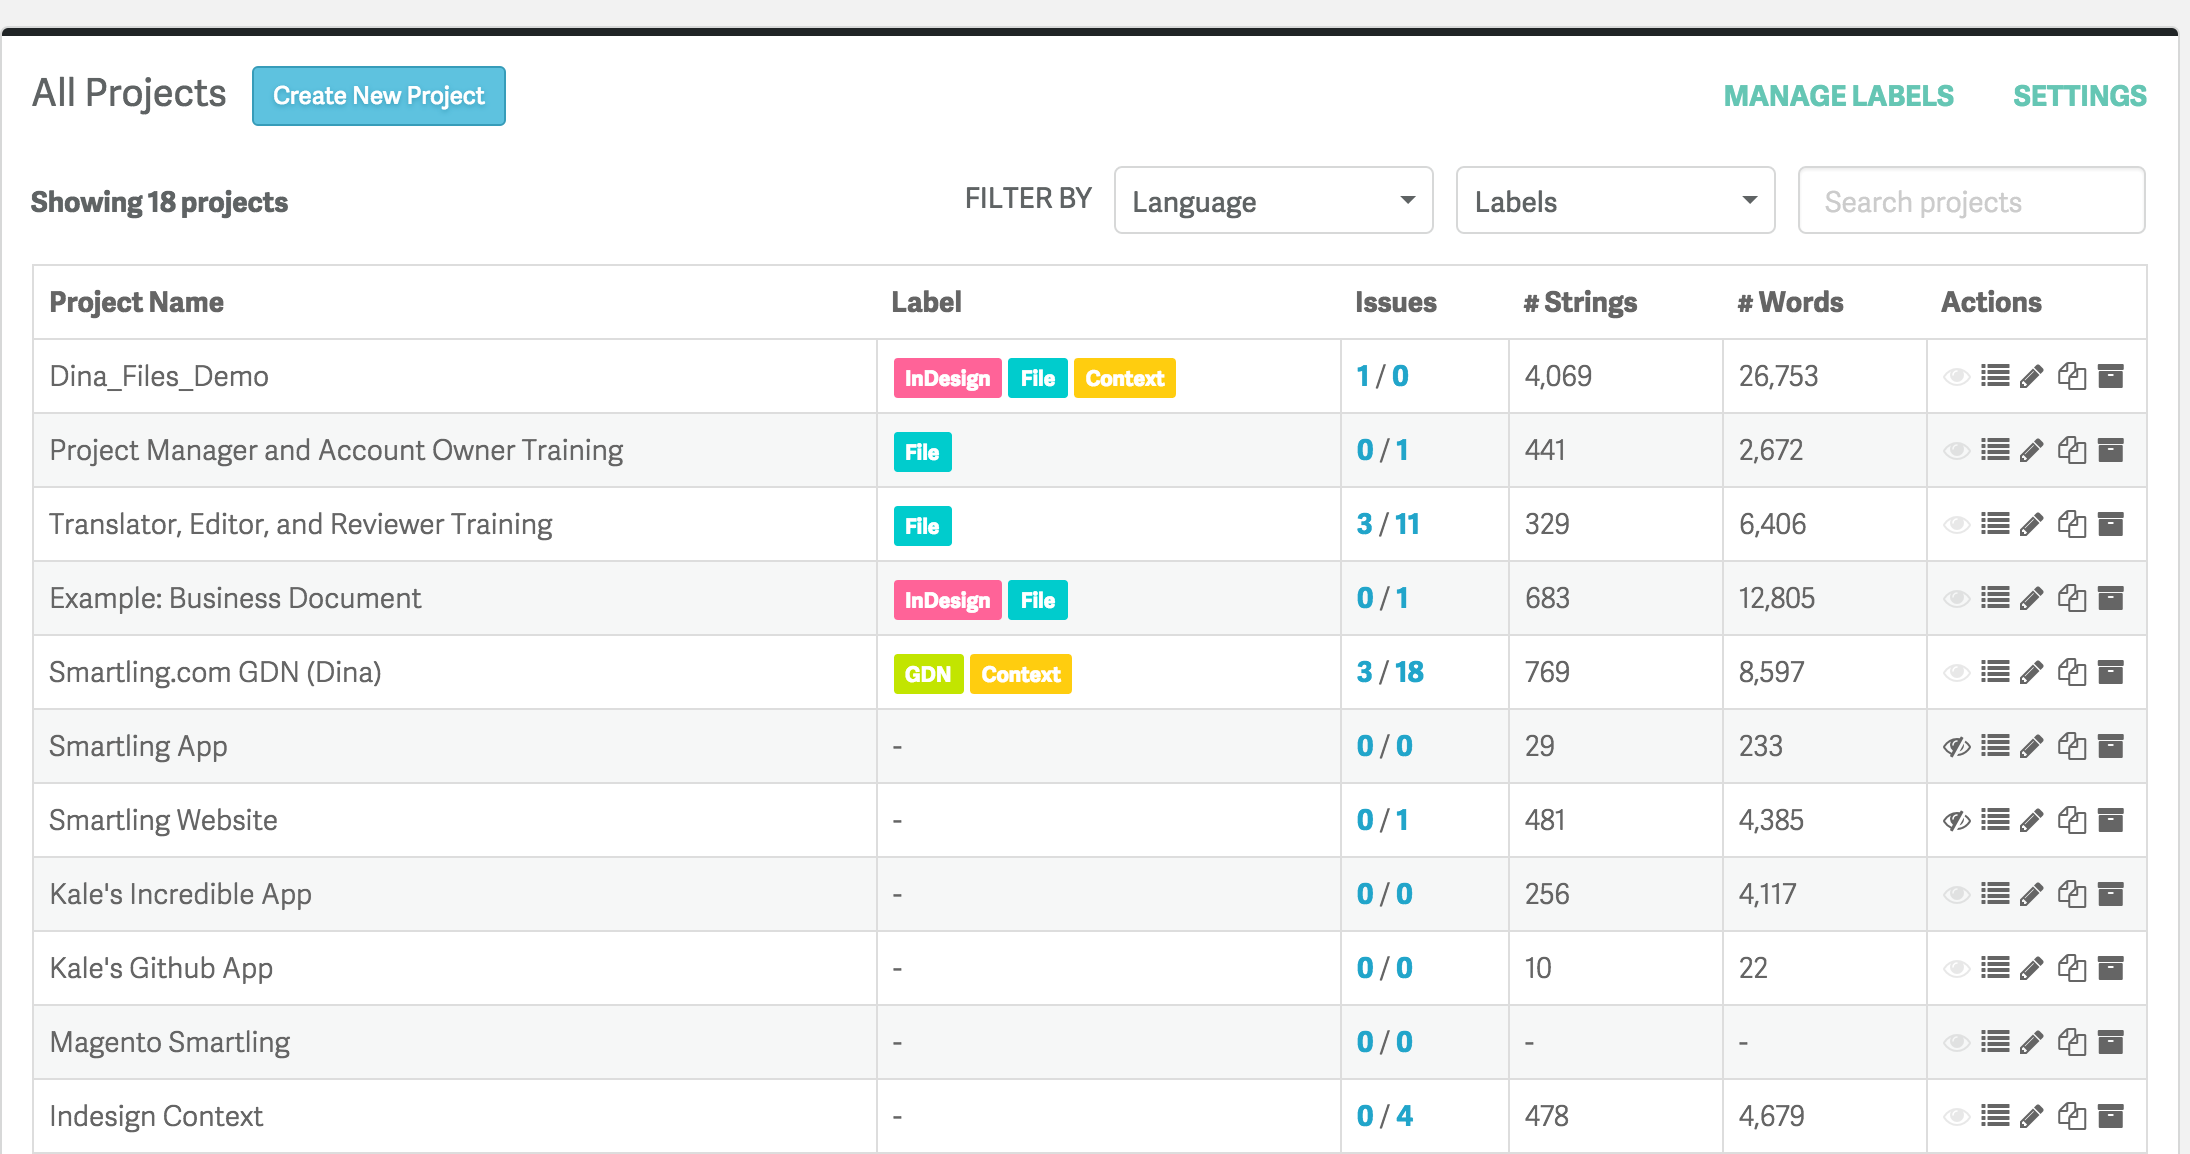 All Projects Create New Project MANAGE LABELS SETTINGS
Showing 18 projects FILTER BY Language Labels Search projects
Project Name Label Issues # Strings # Words Actions
Dina_Files_Demo InDesign File Context 1 / 0 4,069 26,753
Project Manager and Account Owner Training File 0 / 1 441 2,672
Translator, Editor, and Reviewer Training File 3 / 11 329 6,406
Example: Business Document InDesign File 0 / 1 683 12,805
Smartling.com GDN (Dina) GDN Context 3 / 18 769 8,597
Smartling App - 0 / 0 29 233
Smartling Website - 0 / 1 481 4,385
Kale's Incredible App - 0 / 0 256 4,117
Kale's Github App - 0 / 0 10 22
Magento Smartling - 0 / 0 - -
Indesign Context - 0 / 4 478 4,679